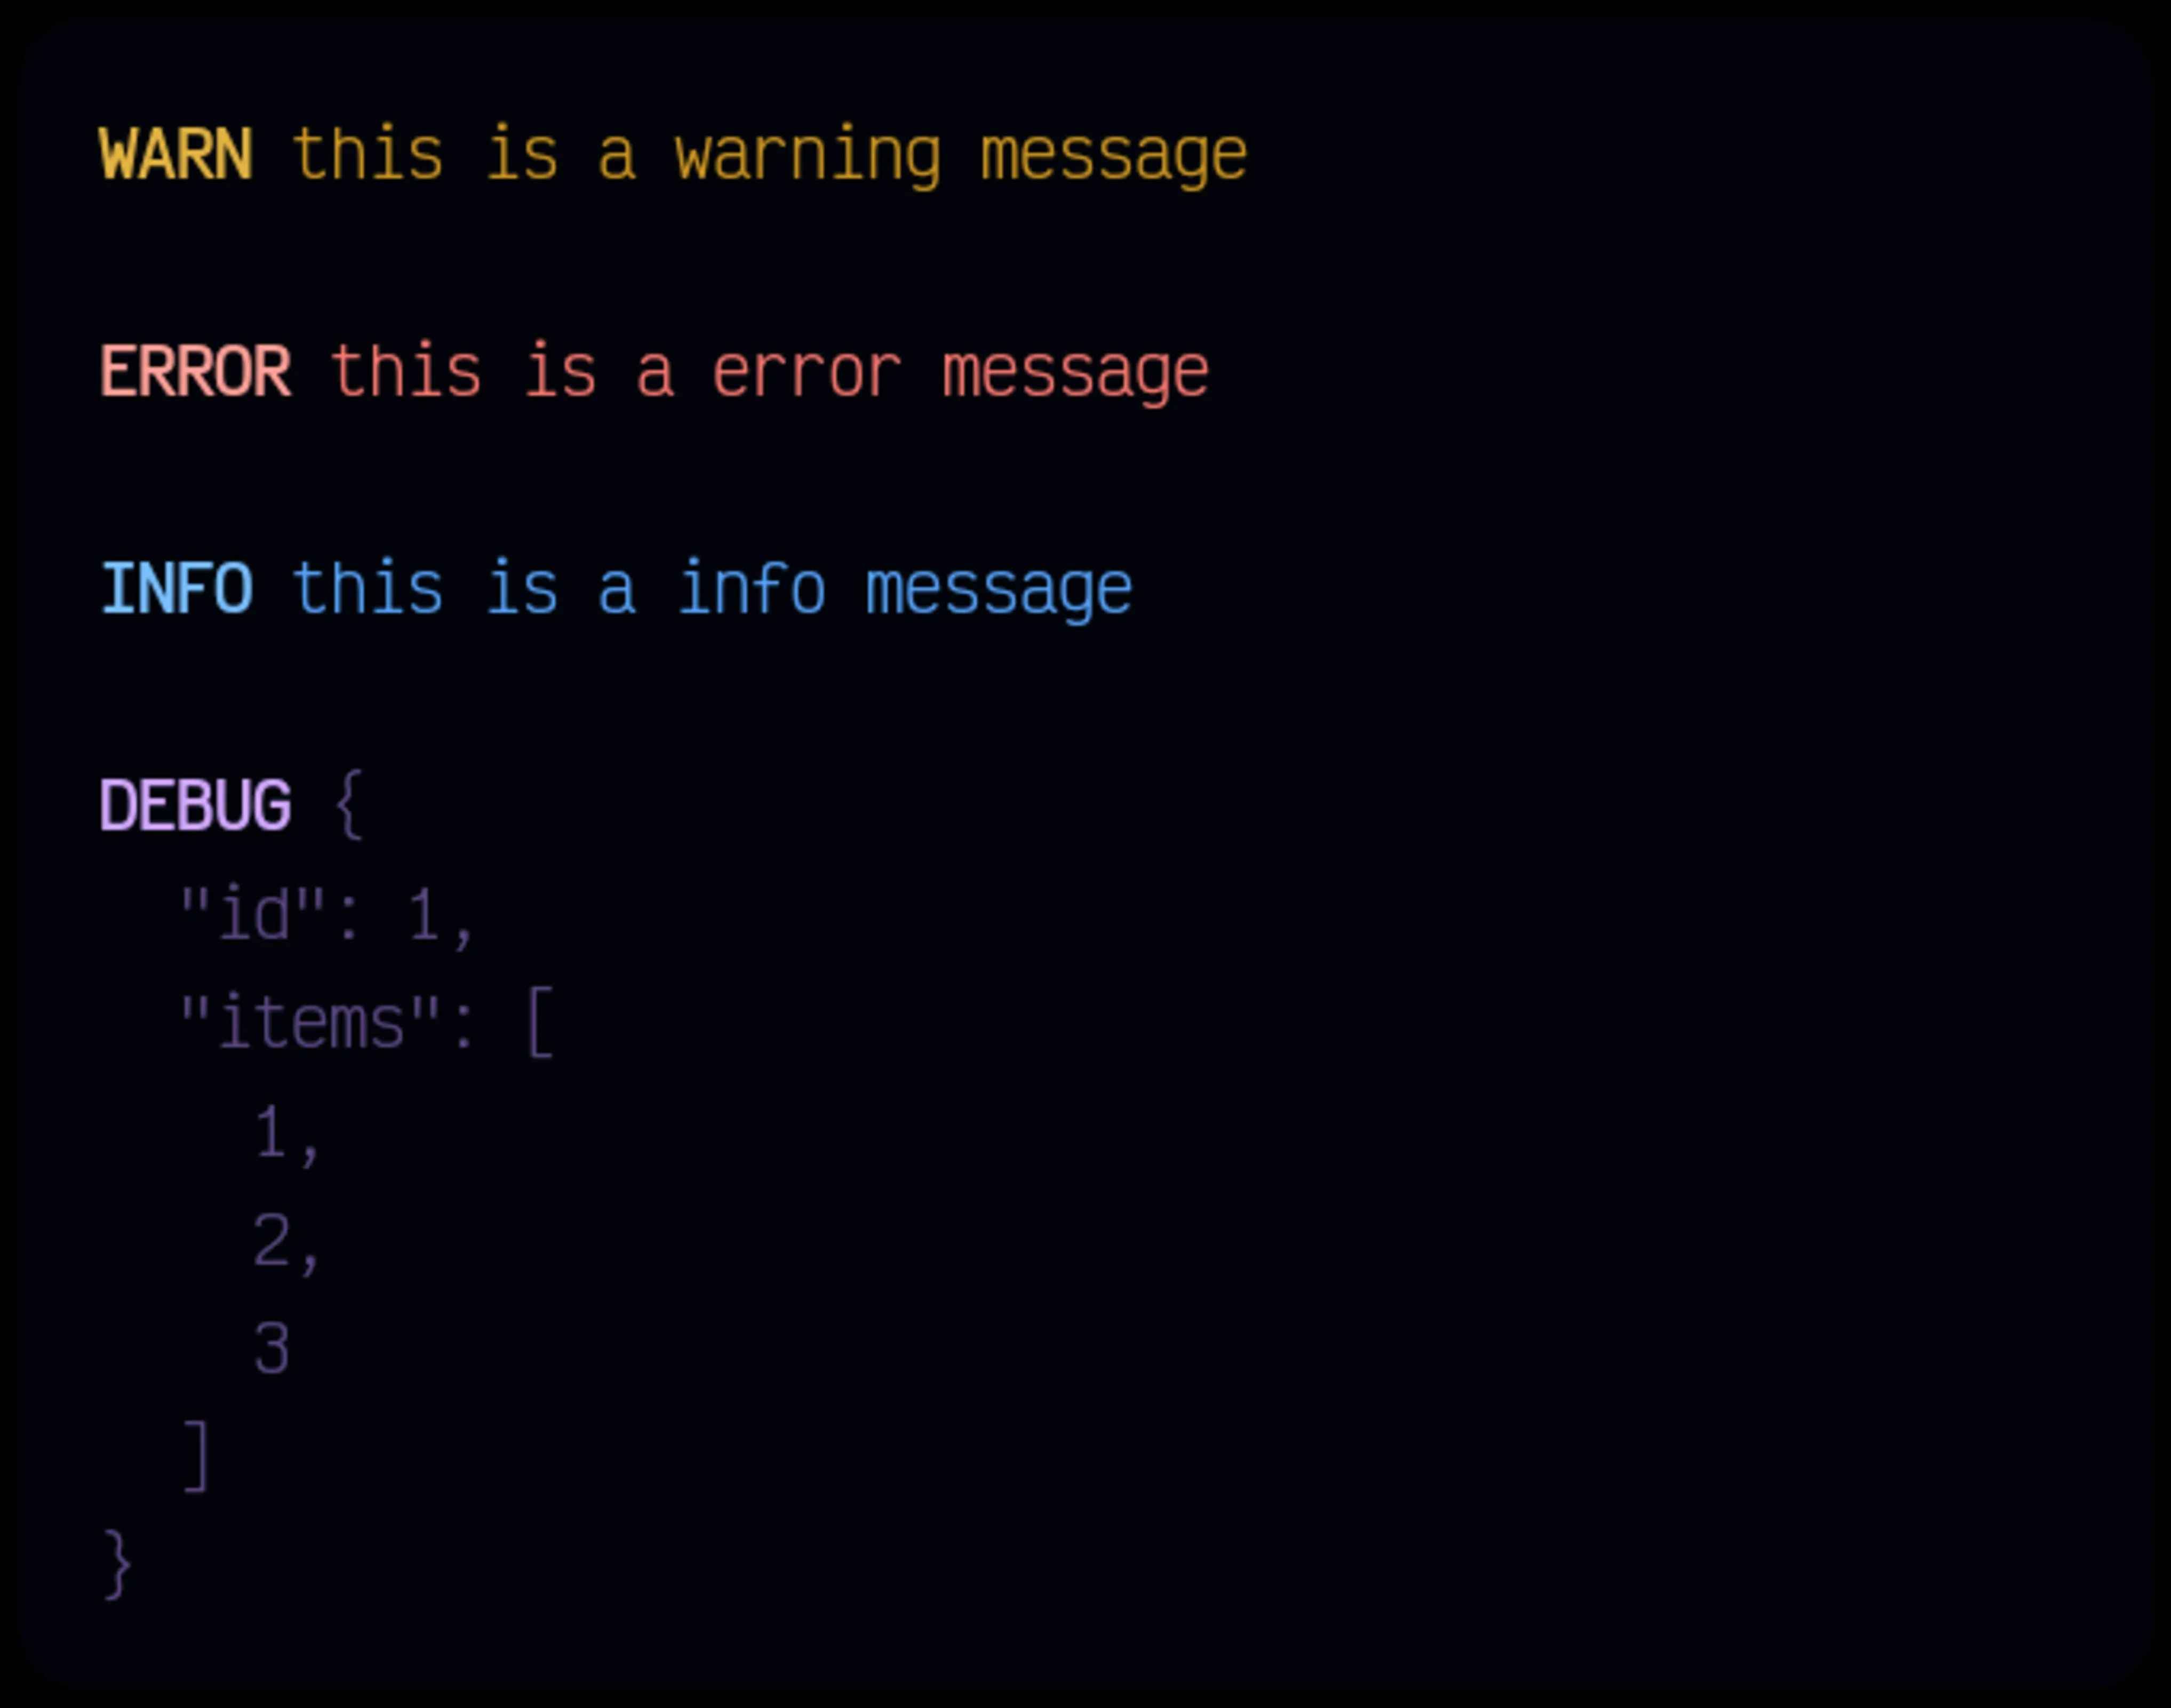 WARN this is a warning message
ERROR this is a error message
INFO this is a info message
DEBUG {
  "id": 1,
  "items": [
    1,
    2,
    3
  ]
}